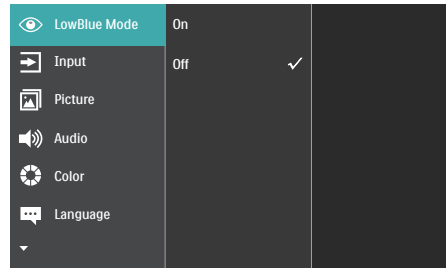 LowBlue Mode
On
Input
Off
Picture
Audio
Color
Language